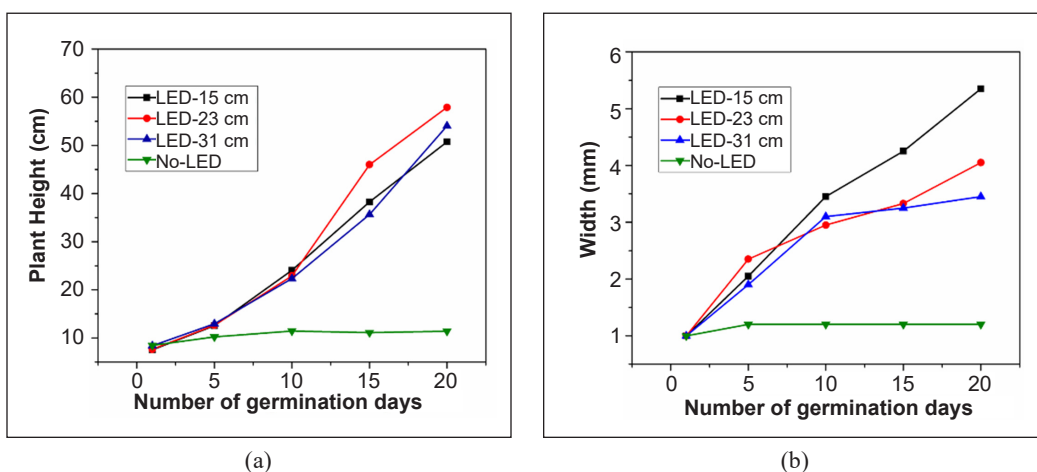 70
60
50
40
30
20
10
Plant Height (cm)
LED-15 cm
LED-23 cm
LED-31 cm
No-LED
0 5 10 15 20
Number of germination days
(a)
6
5
4
3
2
1
Width (mm)
LED-15 cm
LED-23 cm
LED-31 cm
No-LED
0 5 10 15 20
Number of germination days
(b)